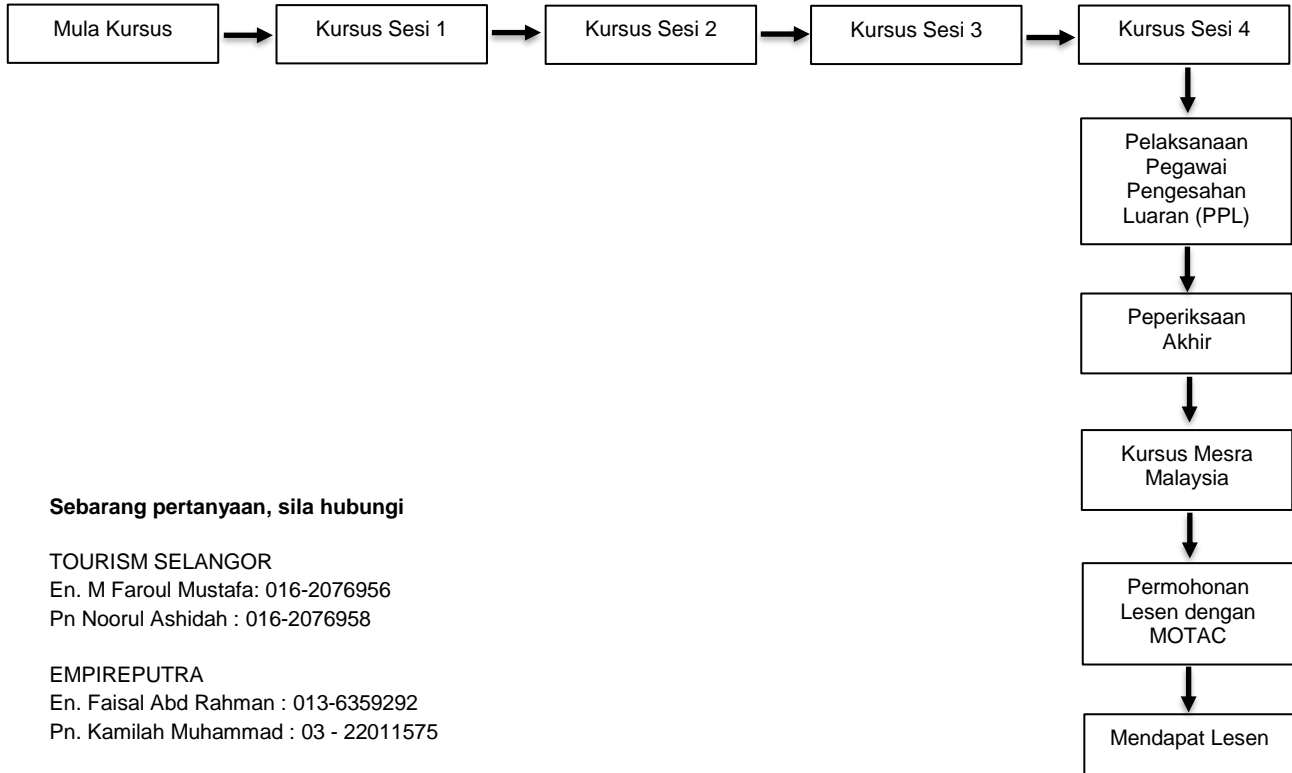 Mula Kursus
Kursus Sesi 1
Kursus Sesi 2
Kursus Sesi 3
Kursus Sesi 4
Pelaksanaan
Pegawai
Pengesahan
Luaran (PPL)
Peperiksaan
Akhir
Kursus Mesra
Malaysia
Permohonan
Lesen dengan
MOTAC
Mendapat Lesen
Sebarang pertanyaan, sila hubungi
TOURISM SELANGOR
En. M Faroul Mustafa: 016-2076956
Pn Noorul Ashidah : 016-2076958
EMPIREPUTRA
En. Faisal Abd Rahman : 013-6359292
Pn. Kamilah Muhammad : 03 - 22011575